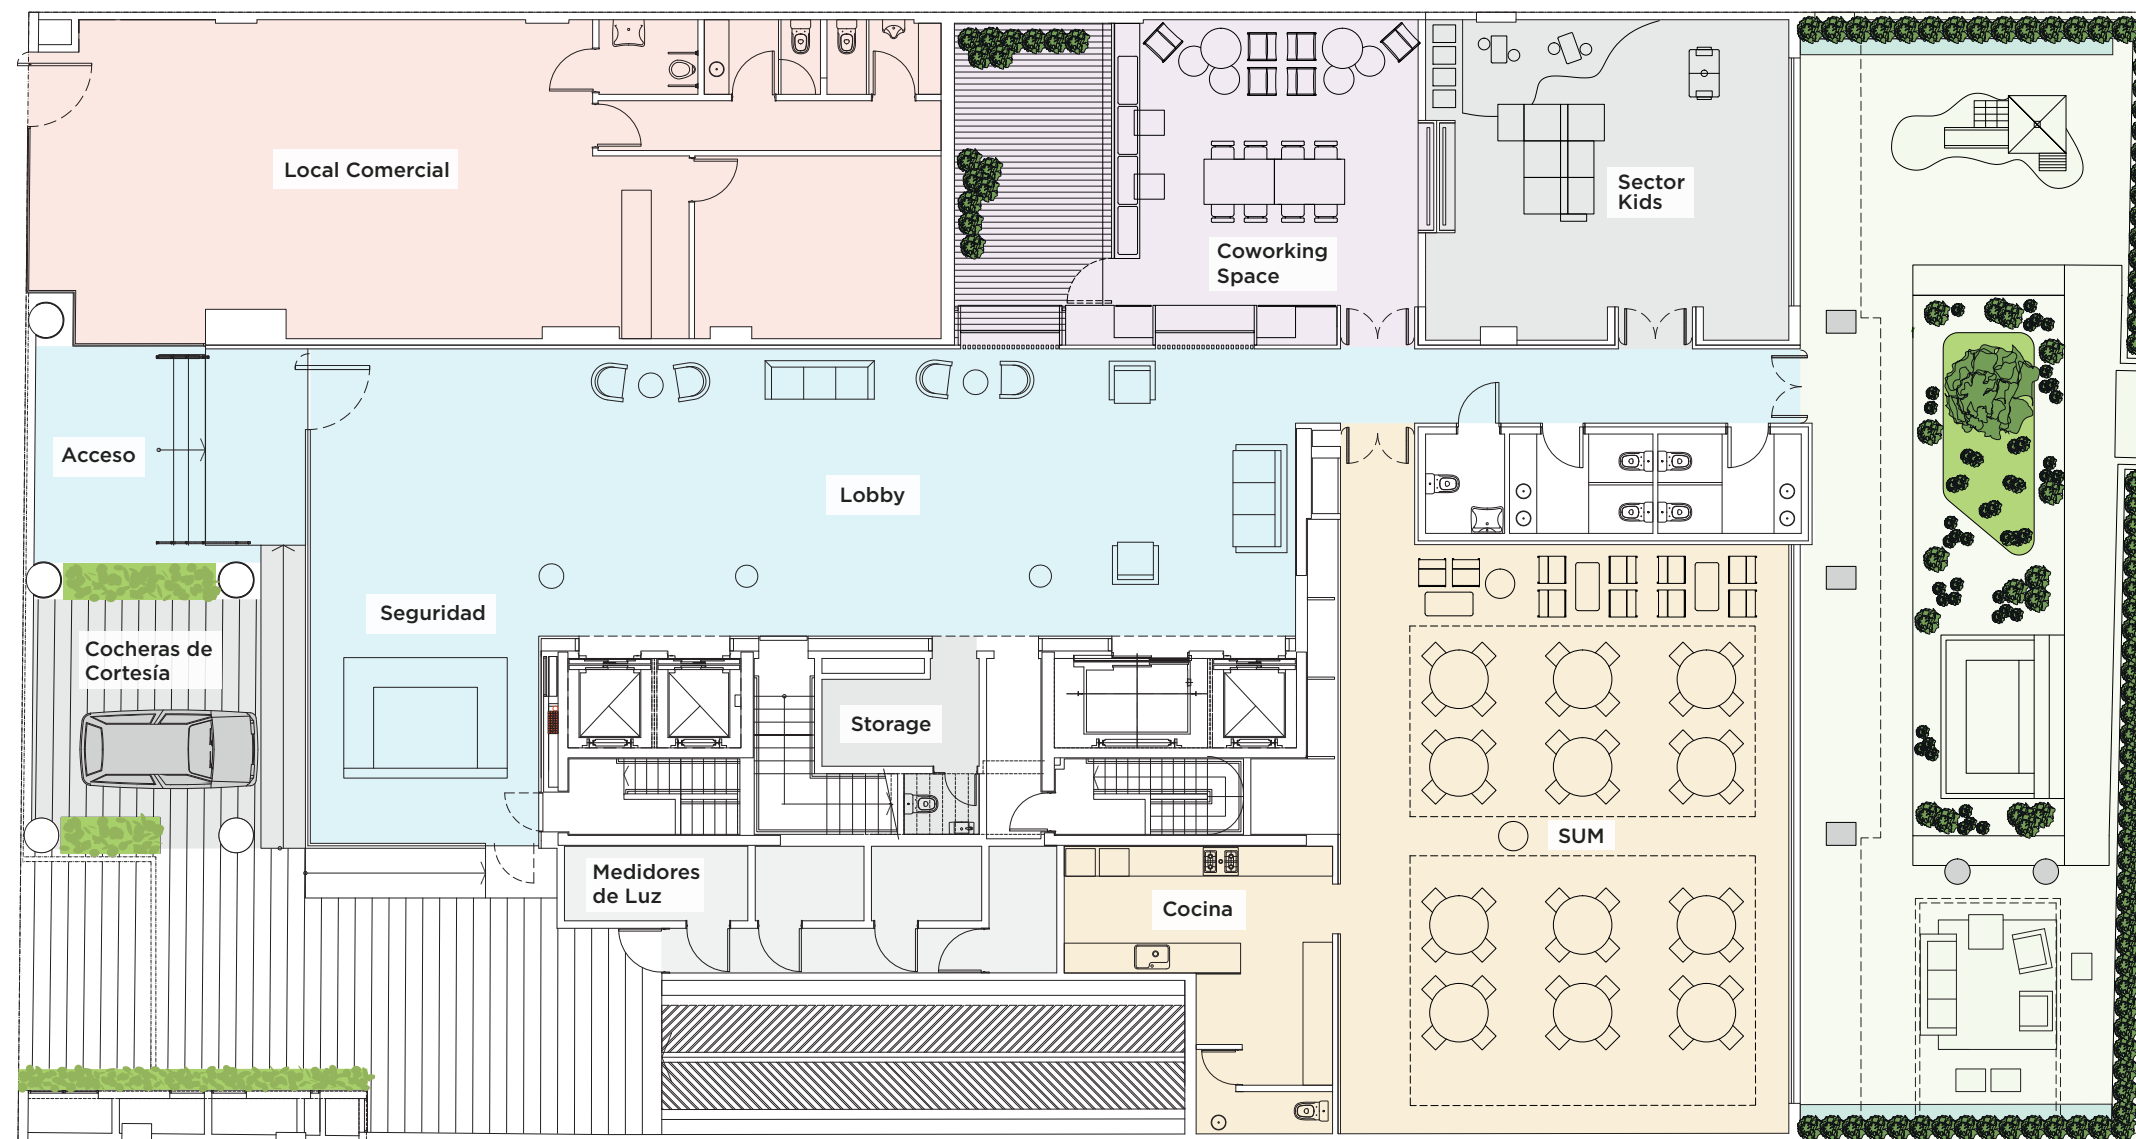 Local Comercial
Sector
Kids
Coworking
Space
Acceso
Lobby
Seguridad
Cocheras de
Cortesía
Storage
SUM
Medidores
de Luz
Cocina